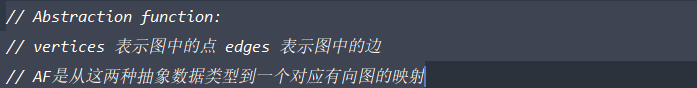 // Abstraction function:
// vertices 表示图中的点 edges 表示图中的边
// AF是从这两种抽象数据类型到一个对应有向图的映射